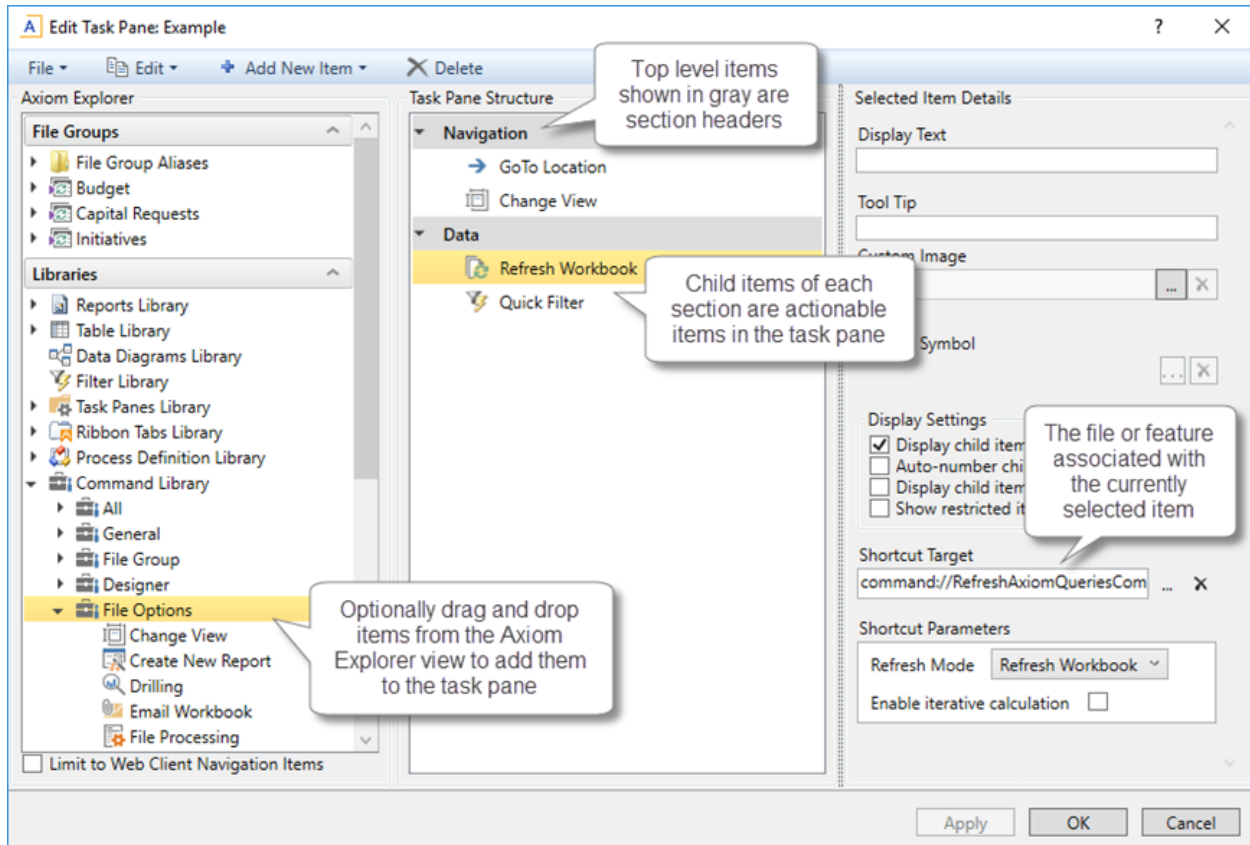 A Edit Task Pane: Example ? X
File Edit Add New Item Delete
Axiom Explorer
File Groups
File Group Aliases
Budget
Capital Requests
Initiatives
Libraries
Reports Library
Table Library
Data Diagrams Library
Filter Library
Task Panes Library
Ribbon Tabs Library
Process Definition Library
Command Library
All
General
File Group
Designer
File Options
Change View
Create New Report
Drilling
Email Workbook
File Processing
Limit to Web Client Navigation Items
Optionally drag and drop
items from the Axiom
Explorer view to add them
to the task pane
Task Pane Structure
Navigation
GoTo Location
Change View
Data
Refresh Workbook
Quick Filter
Top level items
shown in gray are
section headers
Child items of each
section are actionable
items in the task pane
Selected Item Details
Display Text
Tool Tip
Custom Image
...
Symbol
...
Display Settings
Display child item
Auto-number chi
Display child item
Show restricted it
The file or feature
associated with
the currently
selected item
Shortcut Target
command://RefreshAxiomQueriesCom ...
Shortcut Parameters
Refresh Mode Refresh Workbook
Enable iterative calculation
Apply OK Cancel